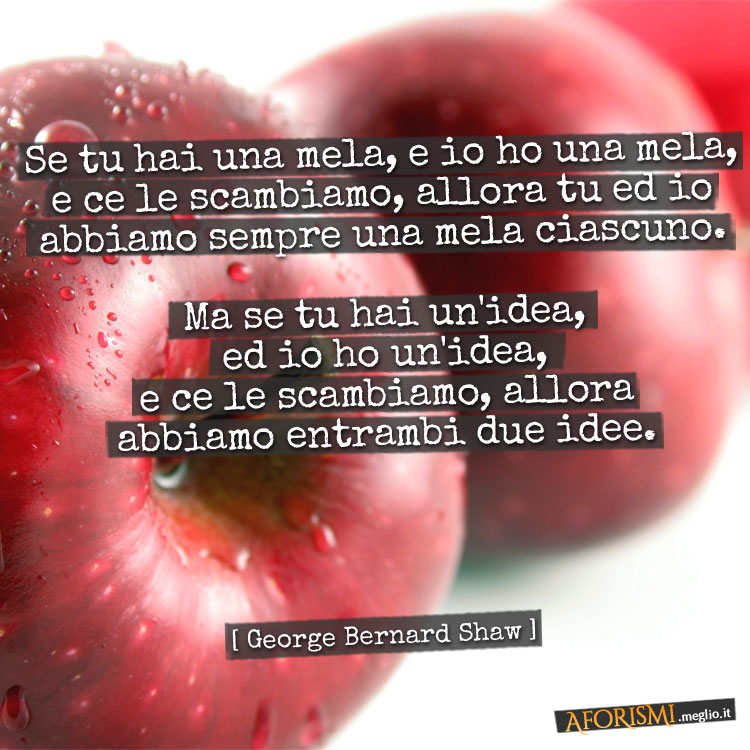 Se tu hai una mela, e io ho una mela,
e ce le scambiamo, allora tu ed io
abbiamo sempre una mela ciascuno.
Ma se tu hai un'idea,
ed io ho un'idea,
e ce le scambiamo, allora
abbiamo entrambi due idee.
[ George Bernard Shaw ]
AFORISMI.meglio.it